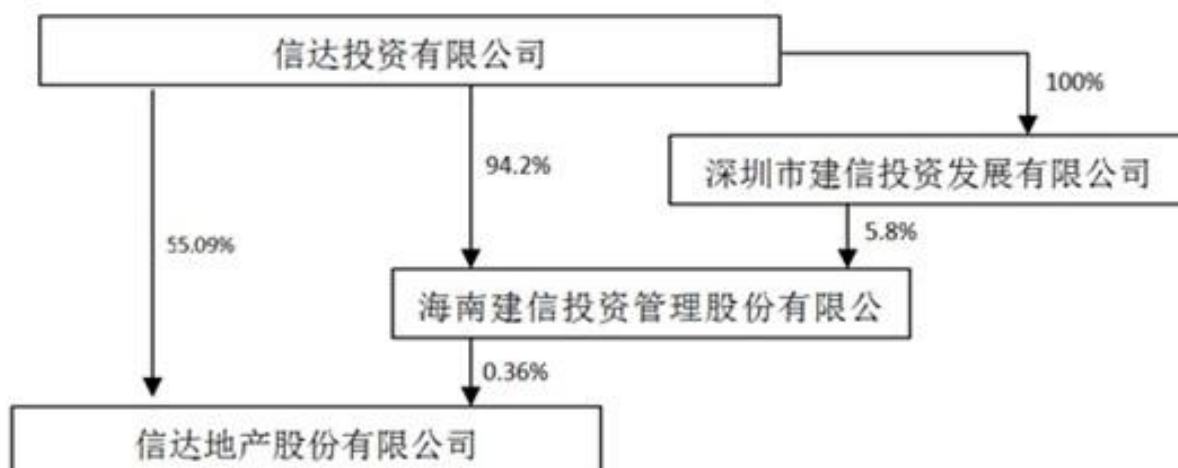 信达投资有限公司
100%
94.2%
深圳市建信投资发展有限公司
55.09%
5.8%
海南建信投资管理股份有限公
0.36%
信达地产股份有限公司